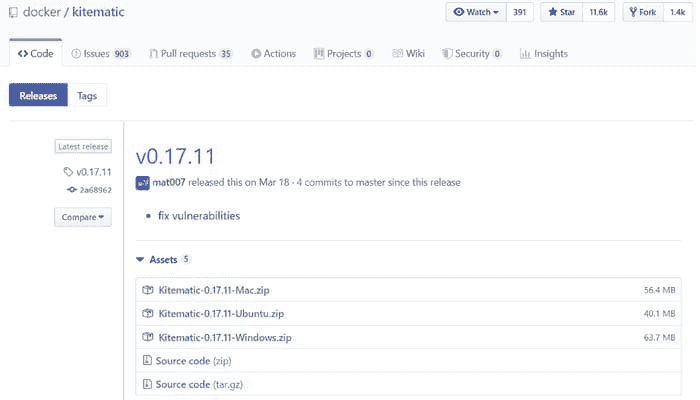 docker / kitematic
Watch 391 Star 11.6k Fork 1.4k
Code Issues 903 Pull requests 35 Actions Projects 0 Wiki Security 0 Insights
Releases Tags
Latest release
v0.17.11
2a68962
Compare
v0.17.11
mat007 released this on Mar 18 · 4 commits to master since this release
fix vulnerabilities
Assets 5
Kitematic-0.17.11-Mac.zip 56.4 MB
Kitematic-0.17.11-Ubuntu.zip 40.1 MB
Kitematic-0.17.11-Windows.zip 63.7 MB
Source code (zip)
Source code (tar.gz)